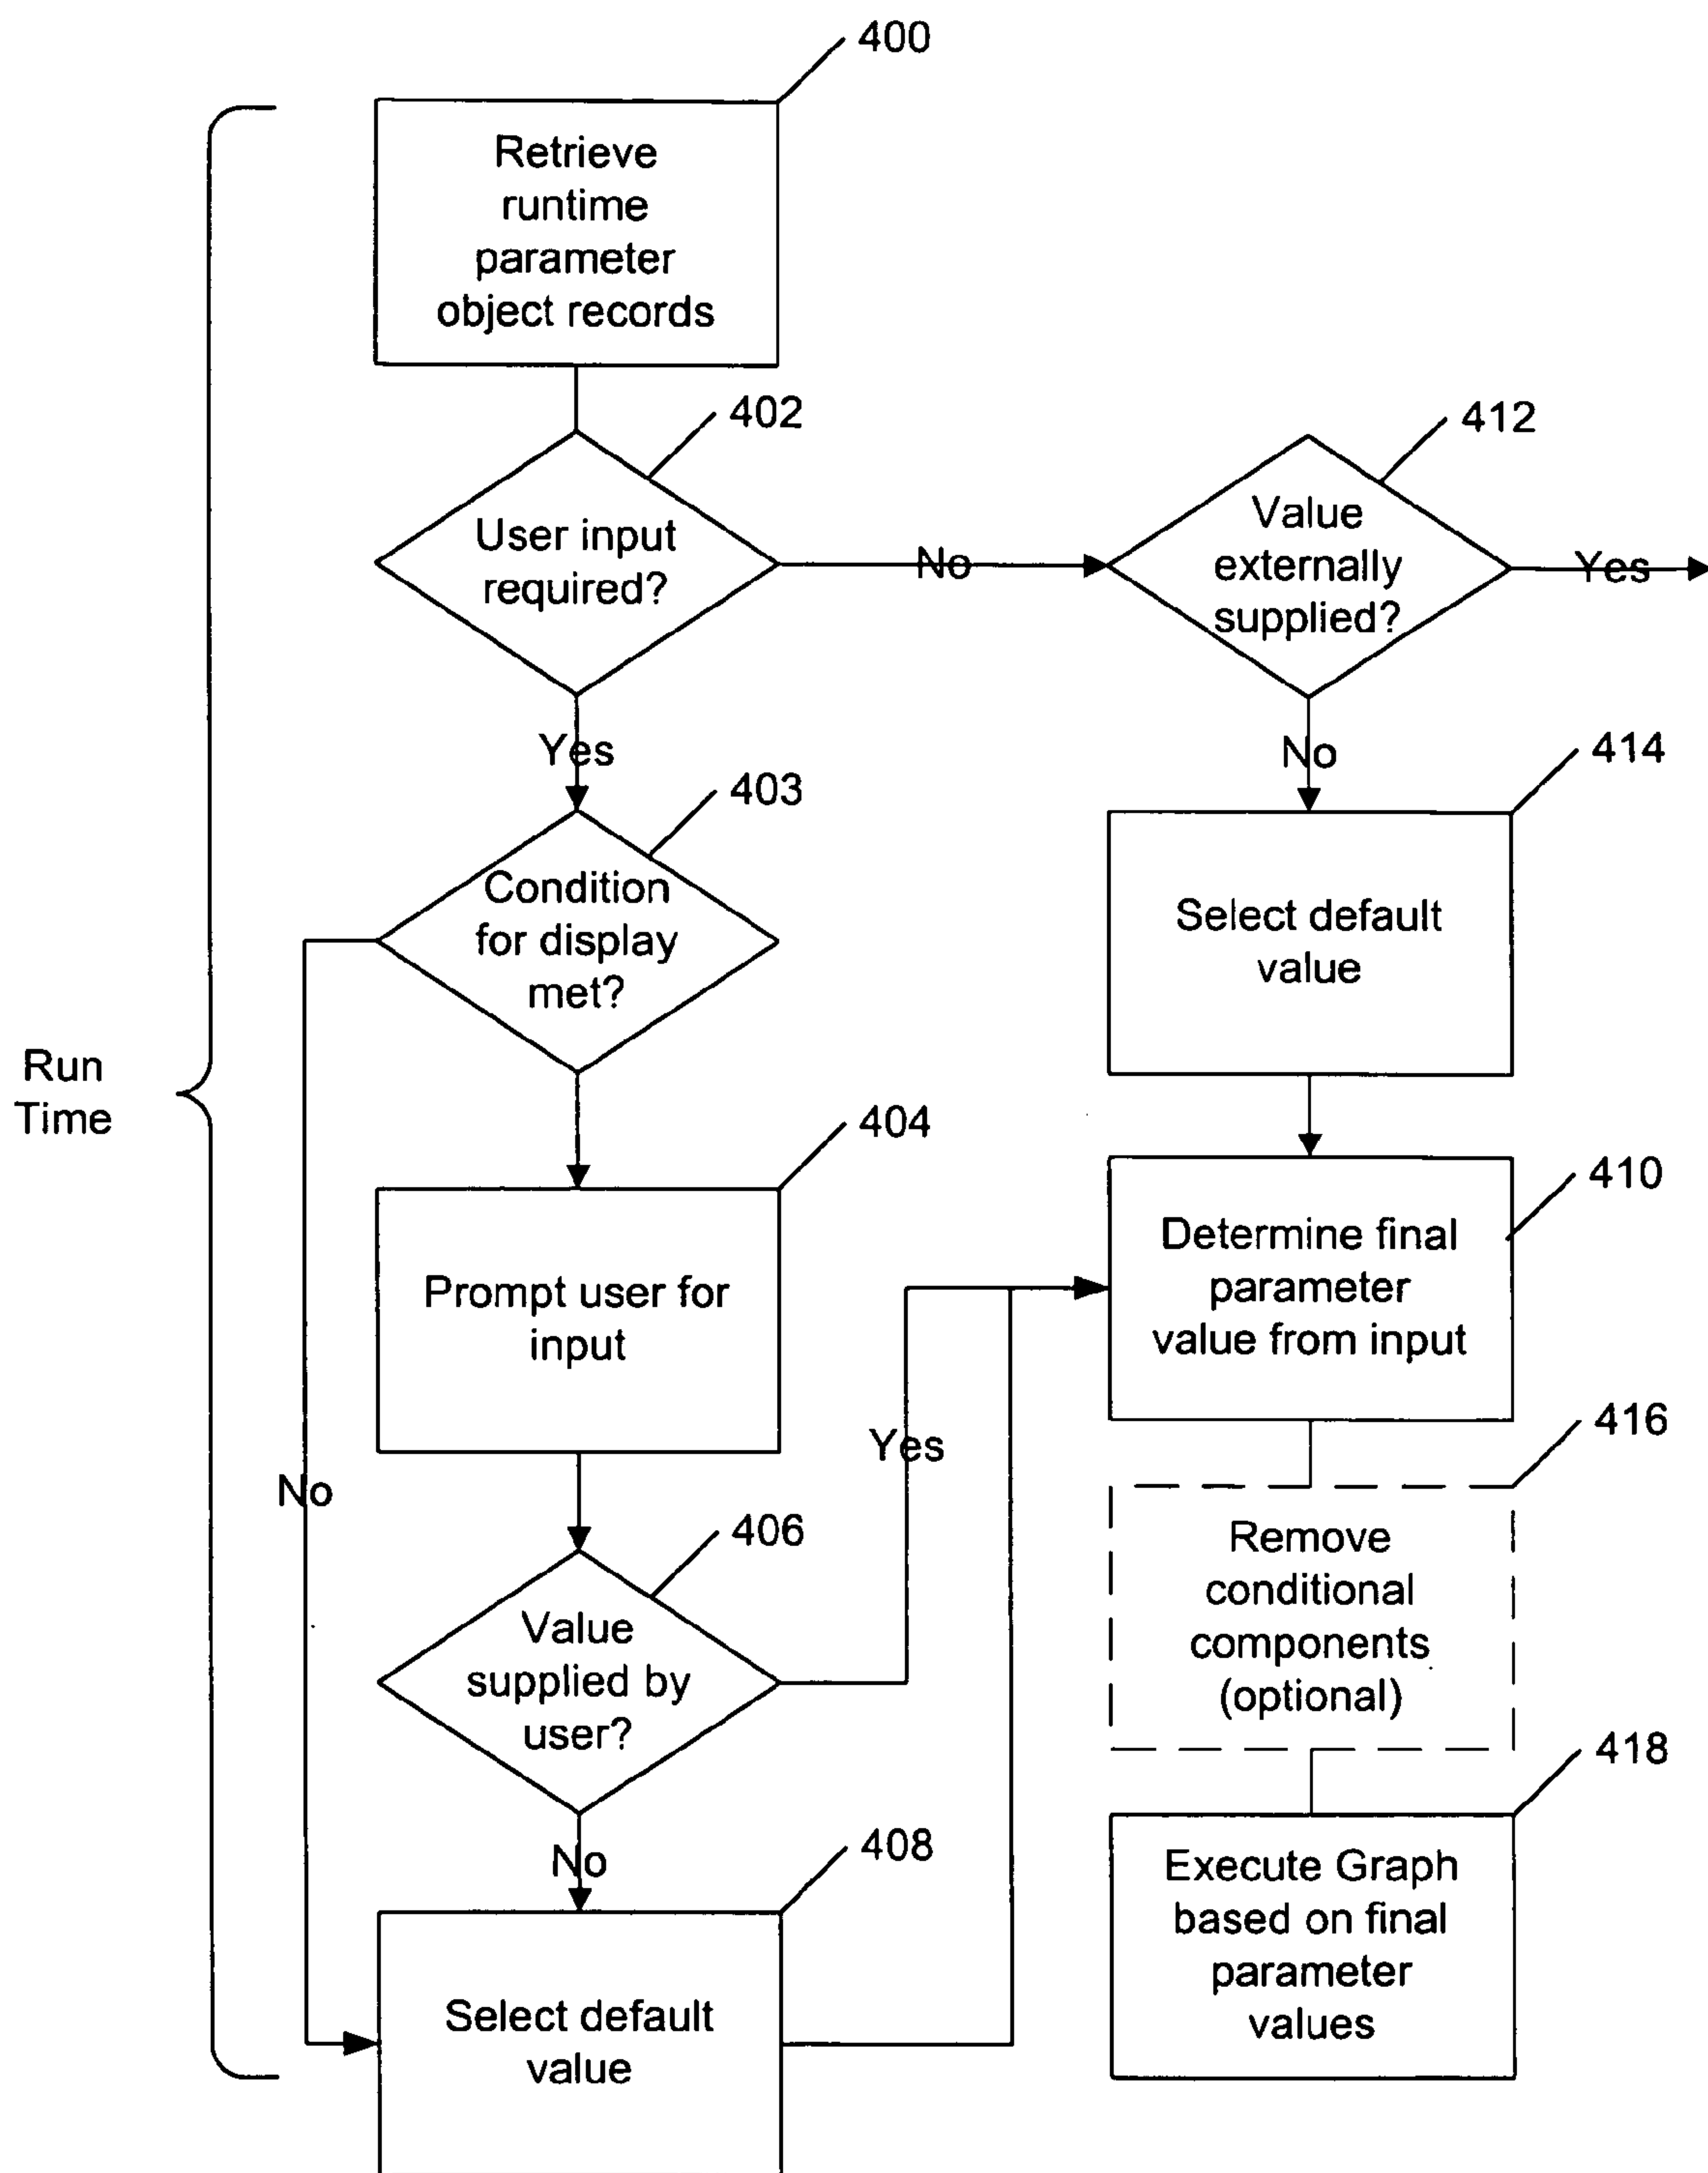 400
Retrieve
runtime
parameter
object records
402
User input
required?
No
412
Value
externally
supplied?
Yes
Yes
403
Condition
for display
met?
No
414
Select default
value
Run
Time
404
Prompt user for
input
410
Determine final
parameter
value from input
No
Yes
406
Value
supplied by
user?
416
Remove
conditional
components
(optional)
No
408
Select default
value
418
Execute Graph
based on final
parameter
values